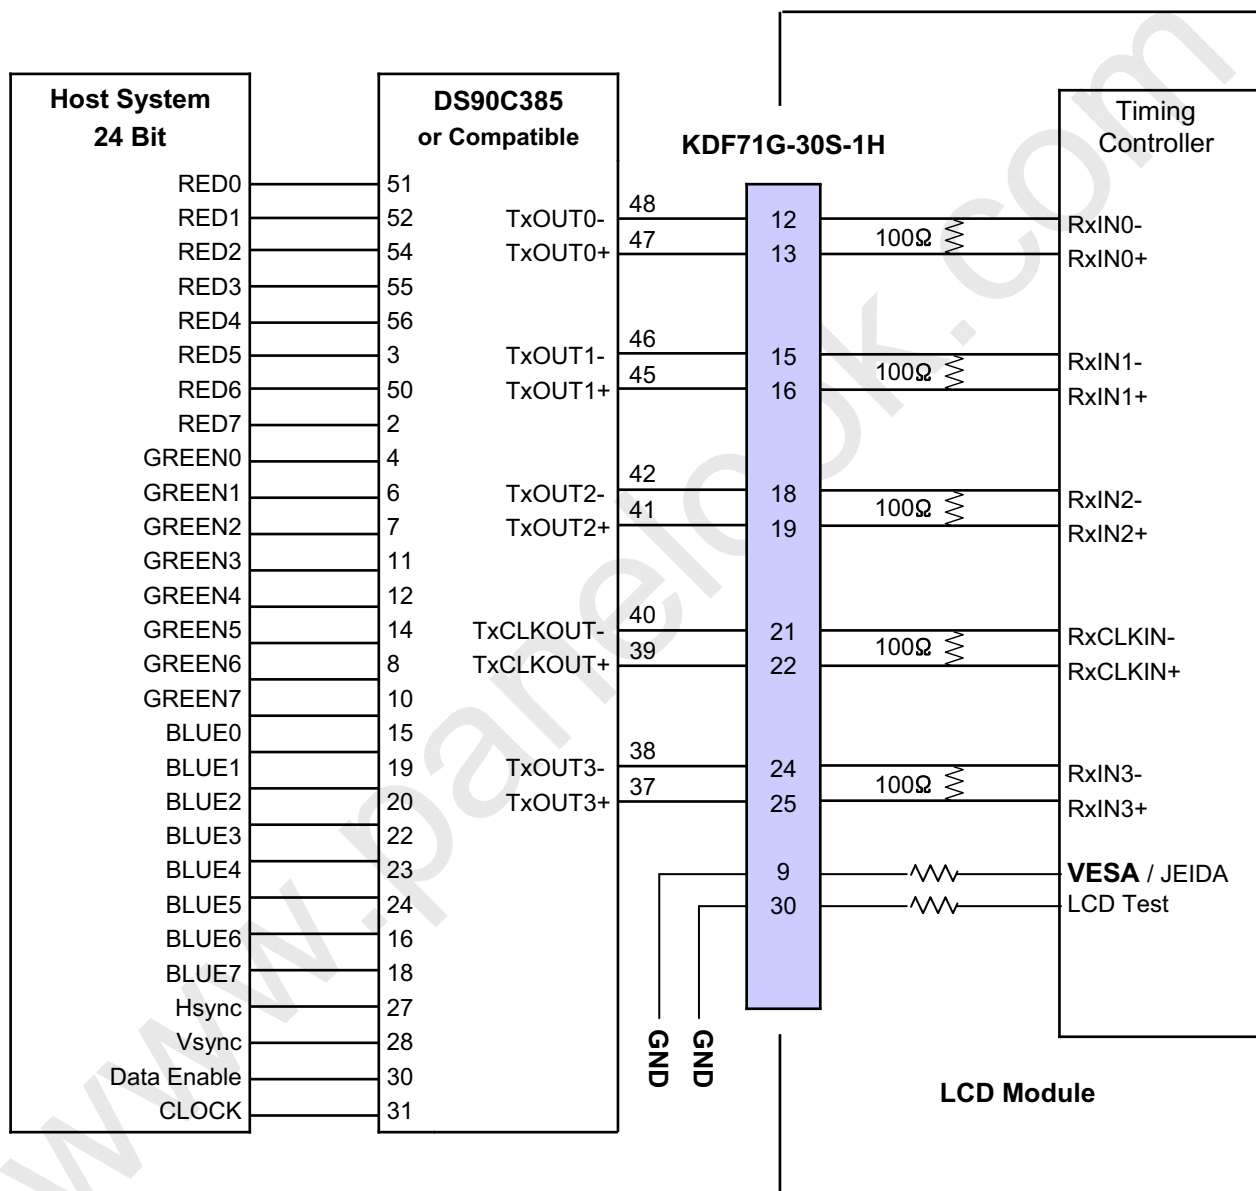 Host System
24 Bit
RED0
RED1
RED2
RED3
RED4
RED5
RED6
RED7
GREEN0
GREEN1
GREEN2
GREEN3
GREEN4
GREEN5
GREEN6
GREEN7
BLUE0
BLUE1
BLUE2
BLUE3
BLUE4
BLUE5
BLUE6
BLUE7
Hsync
Vsync
Data Enable
CLOCK
DS90C385
or Compatible
51
52
54
55
56
3
50
2
4
6
7
11
12
14
8
10
15
19
20
22
23
24
16
18
27
28
30
31
TxOUT0-
TxOUT0+
TxOUT1-
TxOUT1+
TxOUT2-
TxOUT2+
TxCLKOUT-
TxCLKOUT+
TxOUT3-
TxOUT3+
48
47
46
45
42
41
40
39
38
37
KDF71G-30S-1H
12
13
15
16
18
19
21
22
24
25
9
30
GND
GND
100Ω
100Ω
100Ω
100Ω
100Ω
Timing
Controller
RxIN0-
RxIN0+
RxIN1-
RxIN1+
RxIN2-
RxIN2+
RxCLKIN-
RxCLKIN+
RxIN3-
RxIN3+
VESA / JEIDA
LCD Test
LCD Module
www.panelook.com